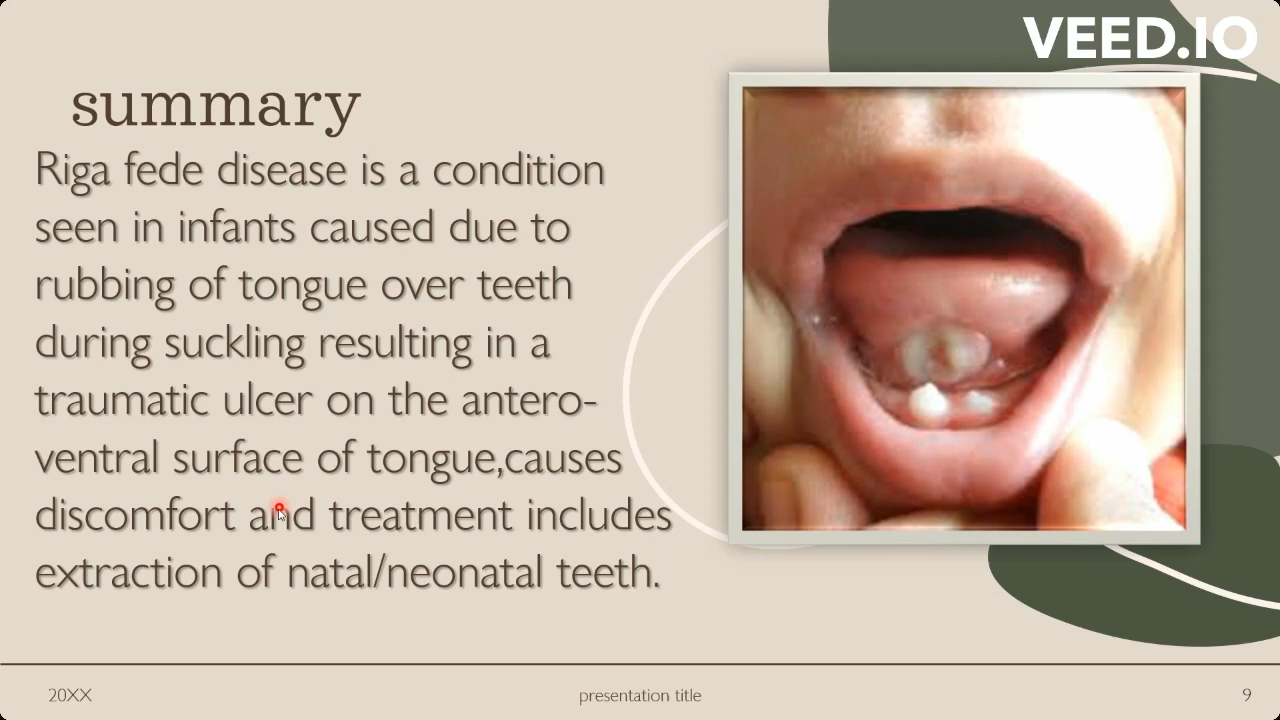 VEED.IO
summary
Riga fede disease is a condition
seen in infants caused due to
rubbing of tongue over teeth
during suckling resulting in a
traumatic ulcer on the antero-
ventral surface of tongue,causes
discomfort and treatment includes
extraction of natal/neonatal teeth.
20XX
presentation title
9